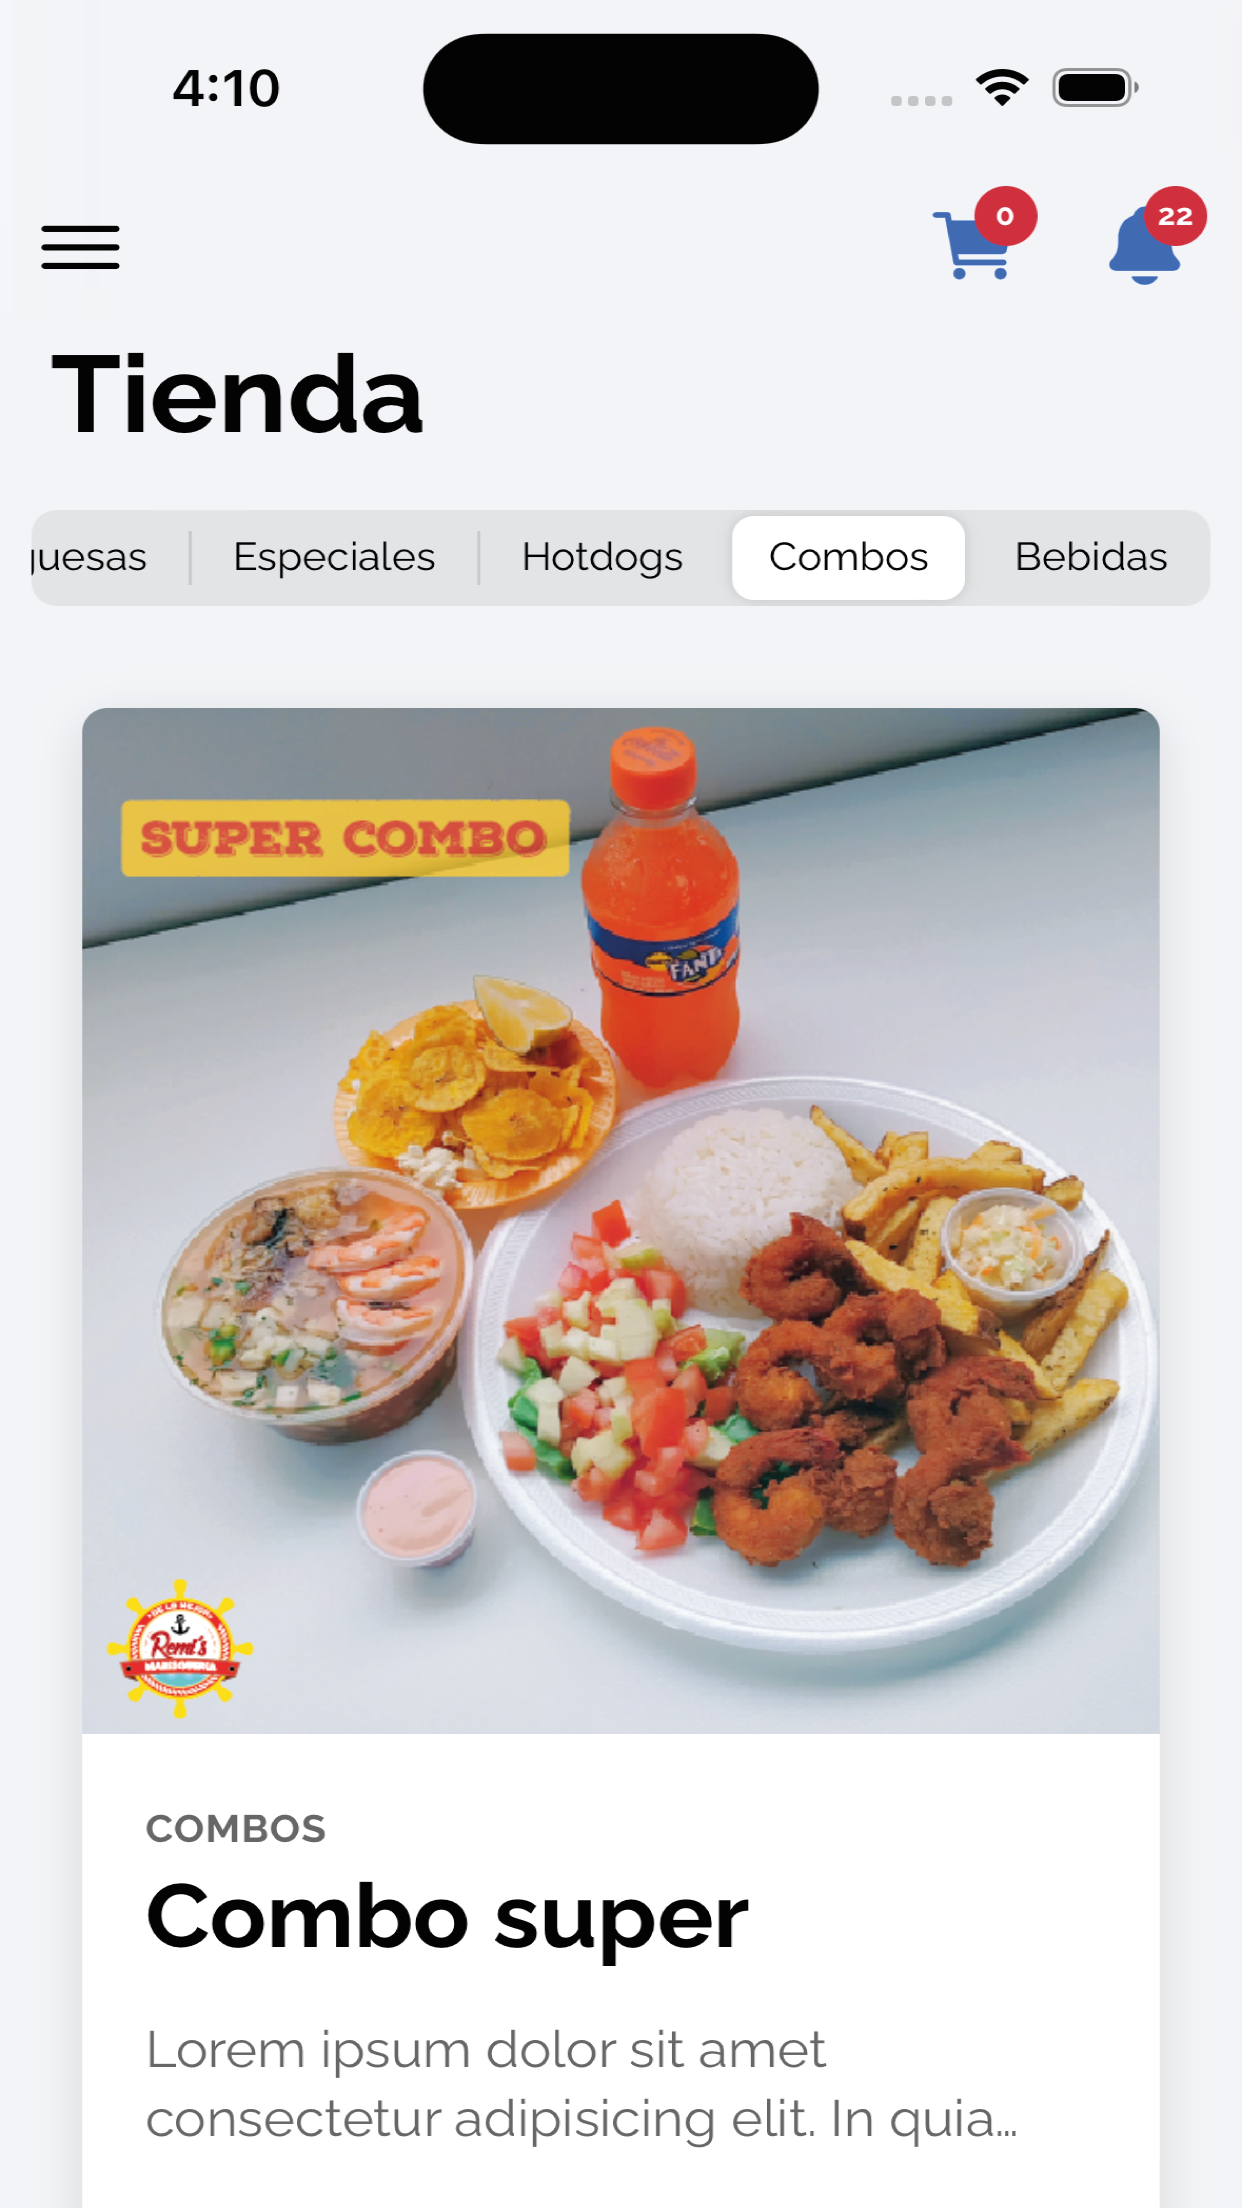 4:10
0
22
Tienda
guesas
Especiales
Hotdogs
Combos
Bebidas
SUPER COMBO
FANTA
DE LO MEJOR
Remi's
MARISQUERIA
COMBOS
Combo super
Lorem ipsum dolor sit amet
consectetur adipisicing elit. In quia...